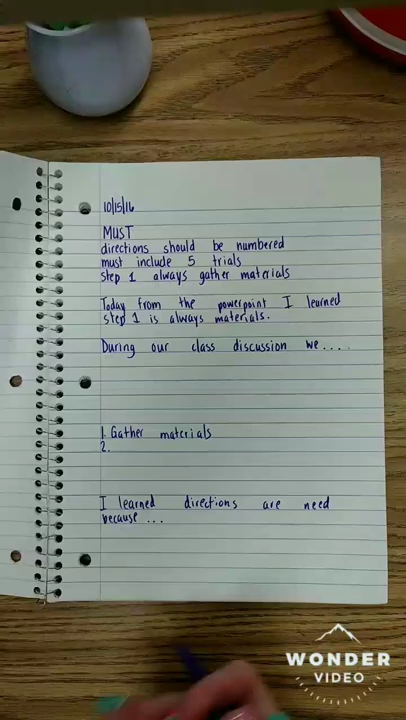 10/15/16
MUST
directions should be numbered
must include 5 trials
step 1 always gather materials
Today from the powerpoint I learned
step 1 is always materials.
During our class discussion we....
1. Gather materials
2.
I learned directions are need
because ...
WONDER
VIDEO